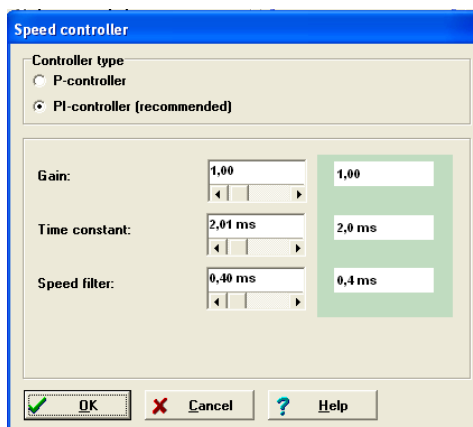 Speed controller
Controller type
P-controller
PI-controller (recommended)
Gain: 1,00 1,00
Time constant: 2,01 ms 2,0 ms
Speed filter: 0,40 ms 0,4 ms
OK Cancel Help